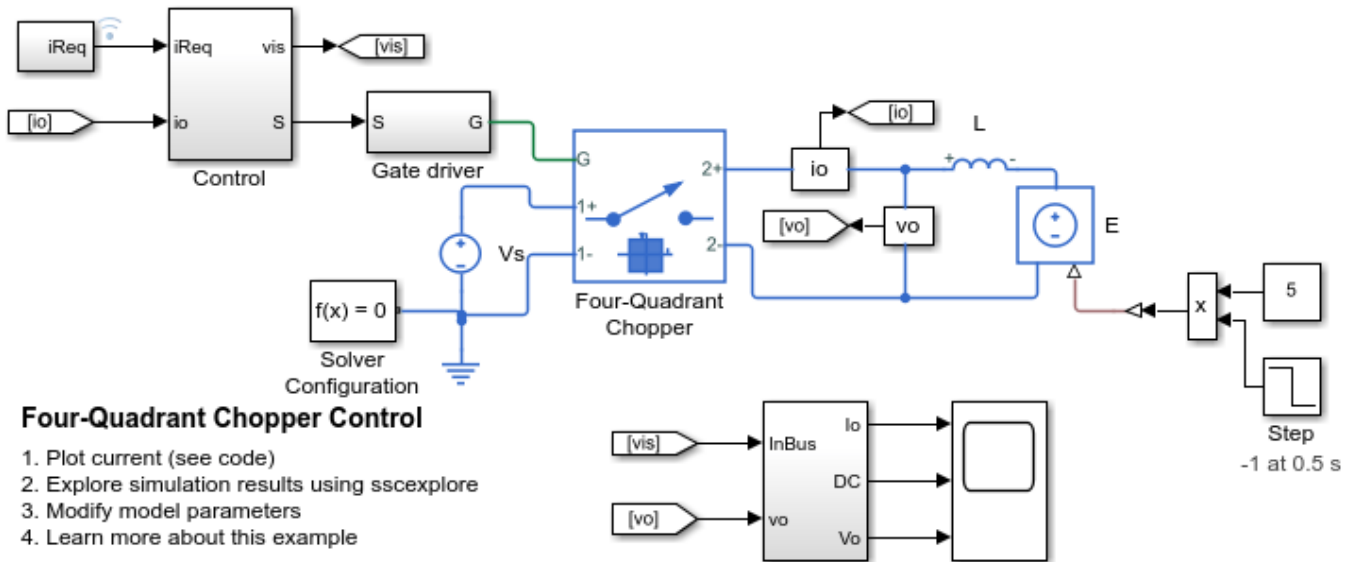 iReq
iReq
vis
[vis]
[io]
io
S
Control
S
G
Gate driver
G
1+
1-
2+
2-
Four-Quadrant
Chopper
+
-
Vs
f(x) = 0
Solver
Configuration
[io]
io
[vo]
vo
L
+
-
+
-
E
x
5
Step
-1 at 0.5 s
Four-Quadrant Chopper Control
1. Plot current (see code)
2. Explore simulation results using sscexplore
3. Modify model parameters
4. Learn more about this example
[vis]
[vo]
InBus
vo
Io
DC
Vo